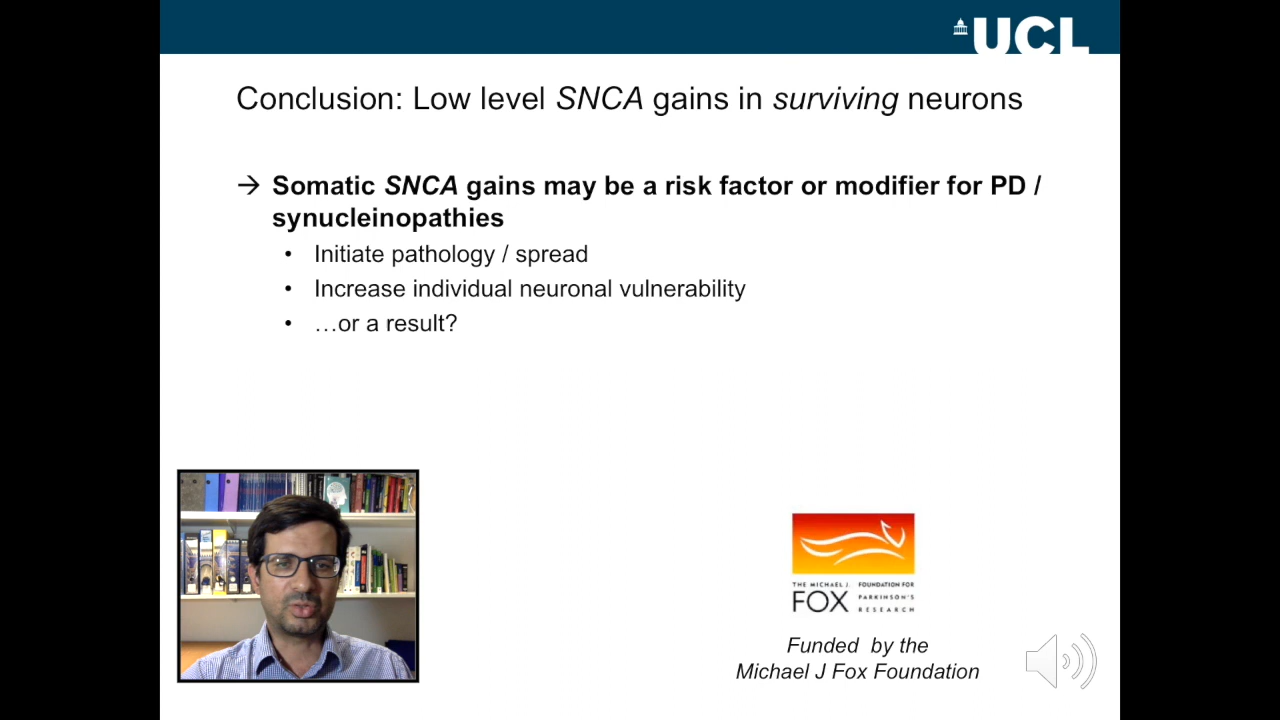 UCL
Conclusion: Low level SNCA gains in surviving neurons
→ Somatic SNCA gains may be a risk factor or modifier for PD /
synucleinopathies
• Initiate pathology / spread
• Increase individual neuronal vulnerability
• …or a result?
THE MICHAEL J. FOX
FOUNDATION FOR
PARKINSON'S
RESEARCH
Funded by the
Michael J Fox Foundation